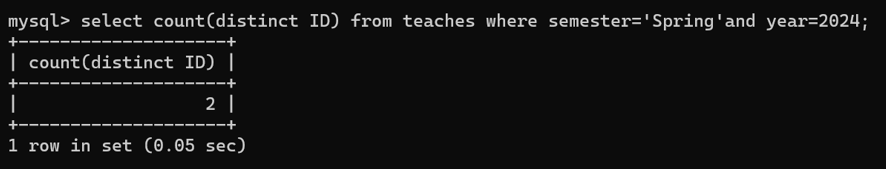 mysql> select count(distinct ID) from teaches where semester='Spring'and year=2024;
+--------------------+
| count(distinct ID) |
+--------------------+
|                  2 |
+--------------------+
1 row in set (0.05 sec)